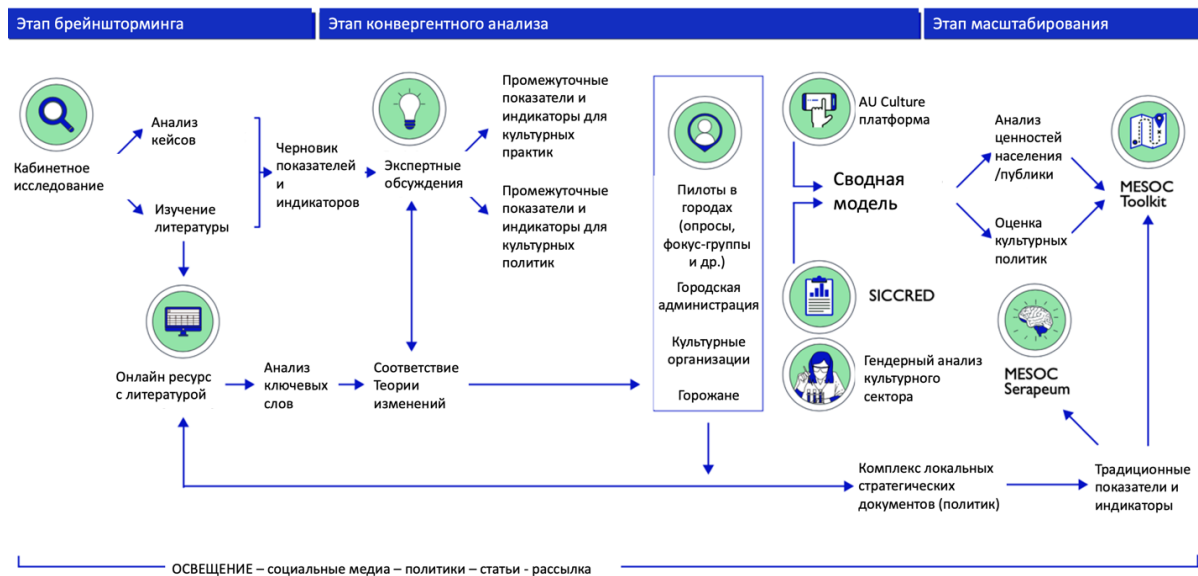 Этап брейншторминга
Этап конвергентного анализа
Этап масштабирования
Кабинетное
исследование
Анализ
кейсов
Изучение
литературы
Черновик
показателей
и
индикаторов
Экспертные
обсуждения
Промежуточные
показатели и
индикаторы для
культурных
практик
Промежуточные
показатели и
индикаторы для
культурных
политик
Пилоты в
городах
(опросы,
фокус-группы
и др.)
Городская
администрация
Культурные
организации
Горожане
AU Culture
платформа
Сводная
модель
SICCRED
Гендерный анализ
культурного
сектора
Анализ
ценностей
населения
/публики
Оценка
культурных
политик
MESOC
Toolkit
MESOC
Serapeum
Онлайн ресурс
с литературой
Анализ
ключевых
слов
Соответствие
Теории
изменений
Комплекс локальных
стратегических
документов (политик)
Традиционные
показатели и
индикаторы
ОСВЕЩЕНИЕ – социальные медиа – политики – статьи - рассылка